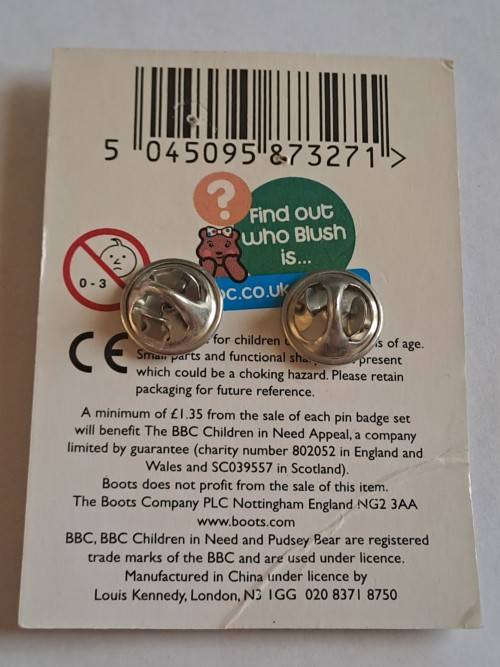 5 045095 873271 >
?
Find out
who Blush
is...
bc.co.uk
0 - 3
CE
for children of age.
Small parts and functional present
which could be a choking hazard. Please retain
packaging for future reference.
A minimum of £1.35 from the sale of each pin badge set
will benefit The BBC Children in Need Appeal, a company
limited by guarantee (charity number 802052 in England and
Wales and SC039557 in Scotland).
Boots does not profit from the sale of this item.
The Boots Company PLC Nottingham England NG2 3AA
www.boots.com
BBC, BBC Children in Need and Pudsey Bear are registered
trade marks of the BBC and are used under licence.
Manufactured in China under licence by
Louis Kennedy, London, N3 1GG 020 8371 8750